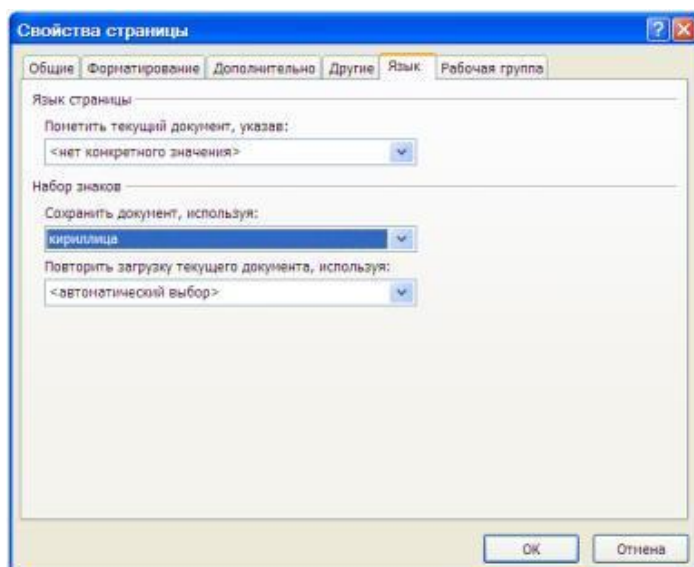 Свойства страницы
Общие Форматирование Дополнительно Другие Язык Рабочая группа
Язык страницы
Пометить текущий документ, указав:
<нет конкретного значения>
Набор знаков
Сохранить документ, используя:
кириллица
Повторить загрузку текущего документа, используя:
<автоматический выбор>
ОК Отмена